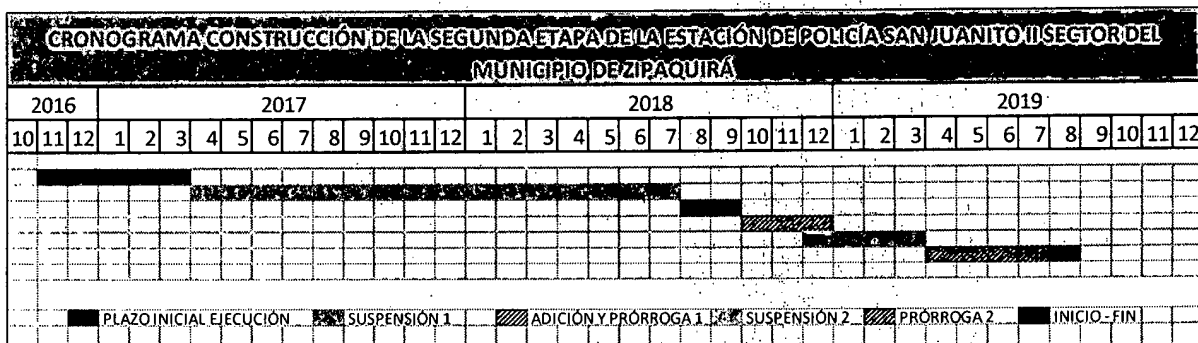 CRONOGRAMA CONSTRUCCIÓN DE LA SEGUNDA ETAPA DE LA ESTACIÓN DE POLICÍA SAN JUANITO II SECTOR DEL
MUNICIPIO DE ZIPAQUIRÁ
2016 2017 2018 2019
10 11 12 1 2 3 4 5 6 7 8 9 10 11 12 1 2 3 4 5 6 7 8 9 10 11 12 1 2 3 4 5 6 7 8 9 10 11 12
PLAZO INICIAL EJECUCIÓN SUSPENSIÓN 1 ADICIÓN Y PRÓRROGA 1 SUSPENSIÓN 2 PRÓRROGA 2 INICIO - FIN